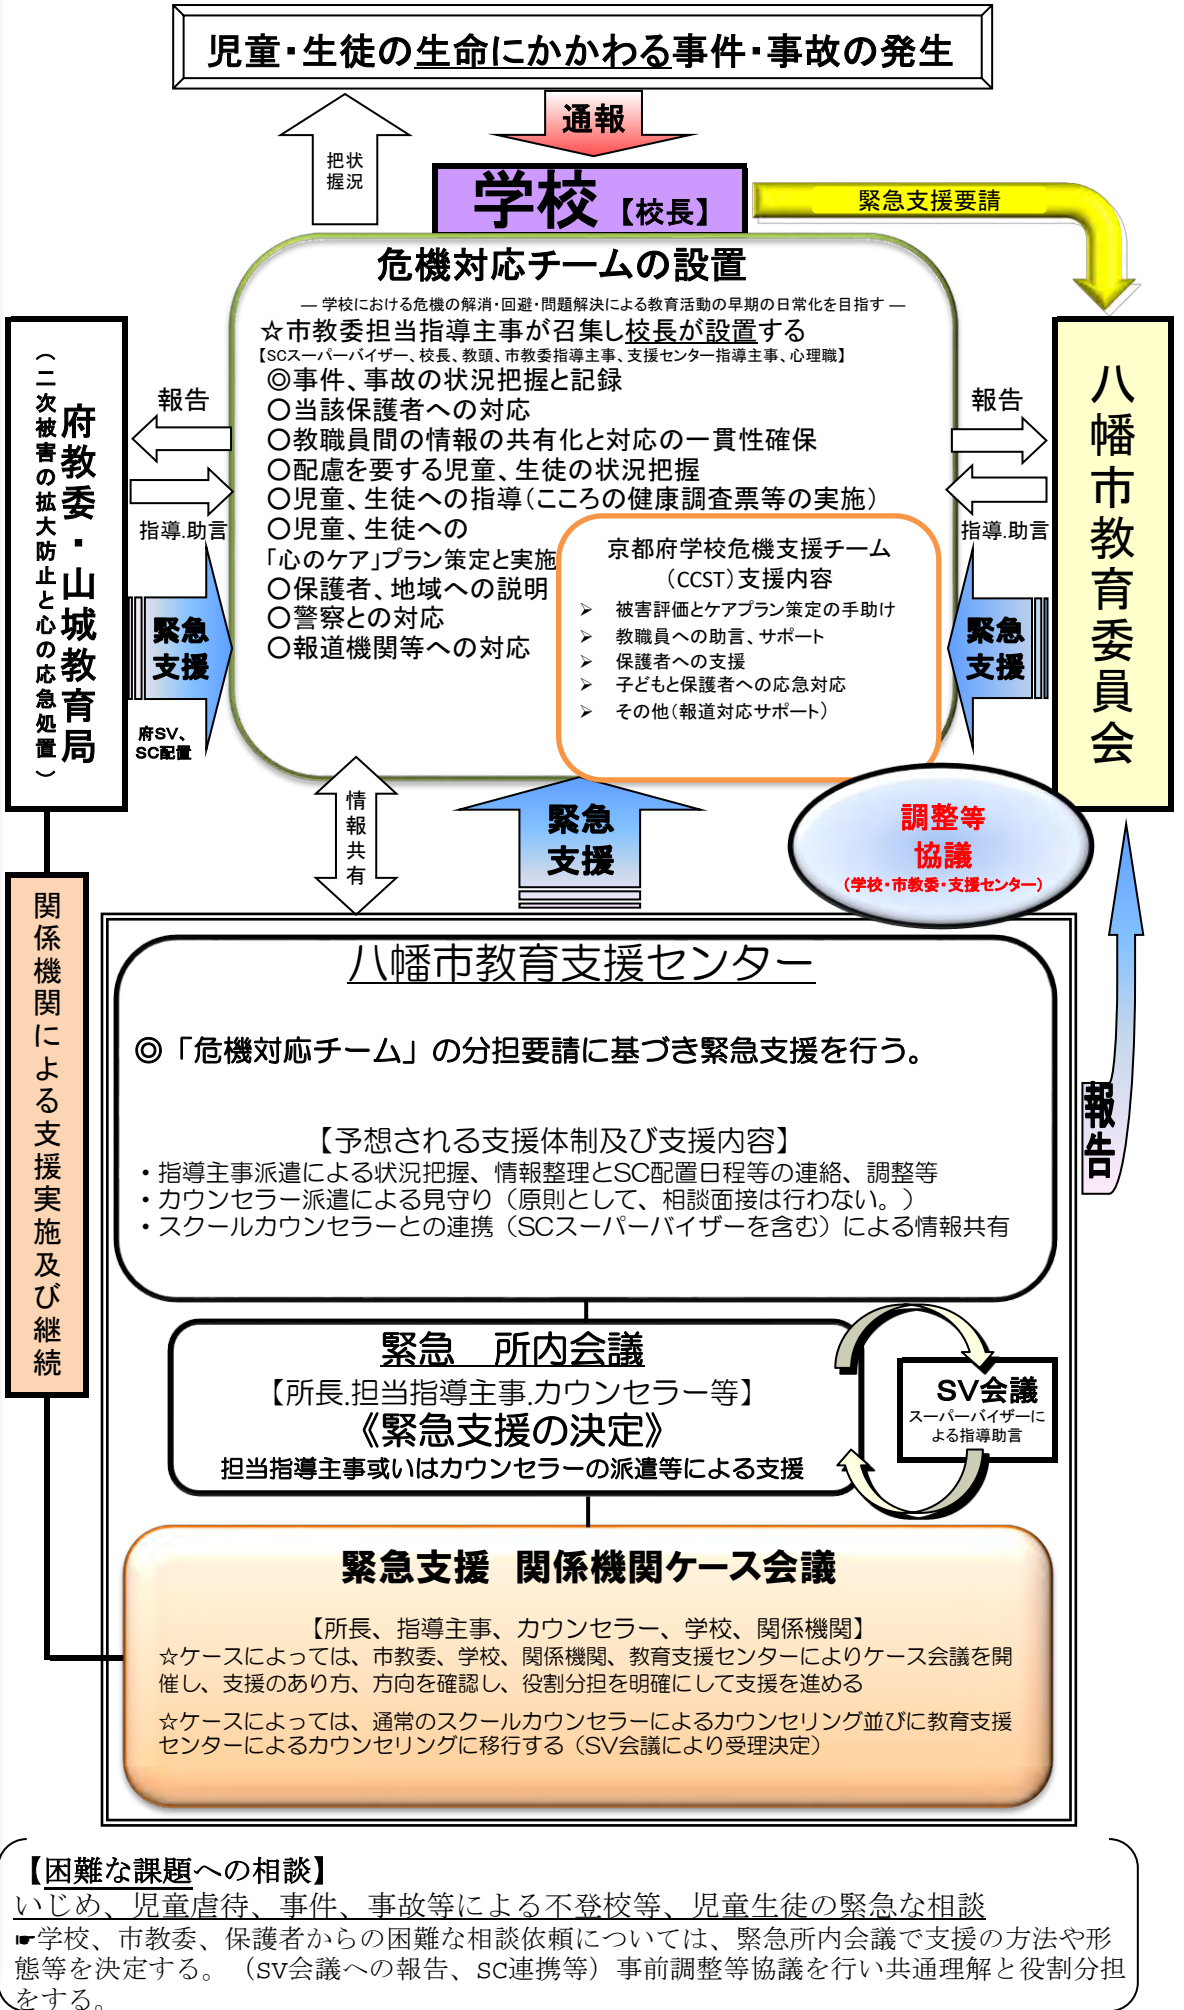 児童・生徒の生命にかかわる事件・事故の発生
通報
把握
状況
学校【校長】
緊急支援要請
危機対応チームの設置
― 学校における危機の解消・回避・問題解決による教育活動の早期の日常化を目指す ―
☆市教委担当指導主事が召集し校長が設置する
【SCスーパーバイザー、校長、教頭、市教委指導主事、支援センター指導主事、心理職】
◎事件、事故の状況把握と記録
〇当該保護者への対応
〇教職員間の情報の共有化と対応の一貫性確保
〇配慮を要する児童、生徒の状況把握
〇児童、生徒への指導(こころの健康調査票等の実施)
〇児童、生徒への
「心のケア」プラン策定と実施
〇保護者、地域への説明
〇警察との対応
〇報道機関等への対応
京都府学校危機支援チーム
(CCST)支援内容
➢ 被害評価とケアプラン策定の手助け
➢ 教職員への助言、サポート
➢ 保護者への支援
➢ 子どもと保護者への応急対応
➢ その他(報道対応サポート)
府教委・山城教育局
(二次被害の拡大防止と心の応急処置)
報告
指導.助言
緊急
支援
府SV、
SC配置
報告
指導.助言
緊急
支援
八幡市教育委員会
情報共有
緊急
支援
調整等
協議
(学校・市教委・支援センター)
関係機関による支援実施及び継続
報告
八幡市教育支援センター
◎「危機対応チーム」の分担要請に基づき緊急支援を行う。
【予想される支援体制及び支援内容】
・指導主事派遣による状況把握、情報整理とSC配置日程等の連絡、調整等
・カウンセラー派遣による見守り（原則として、相談面接は行わない。）
・スクールカウンセラーとの連携（SCスーパーバイザーを含む）による情報共有
緊急　所内会議
【所長.担当指導主事.カウンセラー等】
《緊急支援の決定》
担当指導主事或いはカウンセラーの派遣等による支援
SV会議
スーパーバイザーに
よる指導助言
緊急支援　関係機関ケース会議
【所長、指導主事、カウンセラー、学校、関係機関】
☆ケースによっては、市教委、学校、関係機関、教育支援センターによりケース会議を開
催し、支援のあり方、方向を確認し、役割分担を明確にして支援を進める
☆ケースによっては、通常のスクールカウンセラーによるカウンセリング並びに教育支援
センターによるカウンセリングに移行する（SV会議により受理決定）
【困難な課題への相談】
いじめ、児童虐待、事件、事故等による不登校等、児童生徒の緊急な相談
☛学校、市教委、保護者からの困難な相談依頼については、緊急所内会議で支援の方法や形
態等を決定する。（SV会議への報告、SC連携等）事前調整等協議を行い共通理解と役割分担
をする。